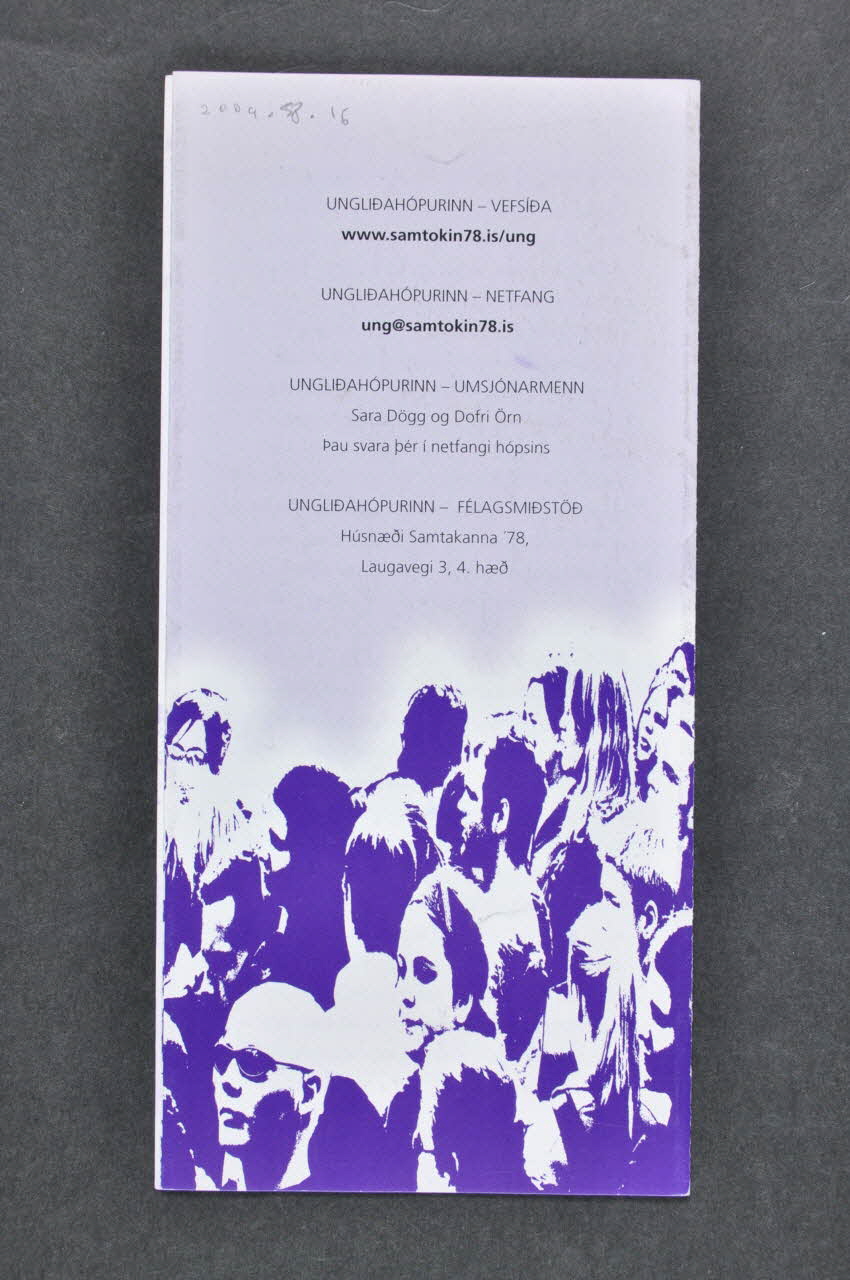 2009.58.16
UNGLIÐAHÓPURINN – VEFSÍÐA
www.samtokin78.is/ung
UNGLIÐAHÓPURINN – NETFANG
ung@samtokin78.is
UNGLIÐAHÓPURINN – UMSJÓNARMENN
Sara Dögg og Dofri Örn
Þau svara þér í netfangi hópsins
UNGLIÐAHÓPURINN – FÉLAGSMIÐSTÖÐ
Húsnæði Samtakanna ´78,
Laugavegi 3, 4. hæð